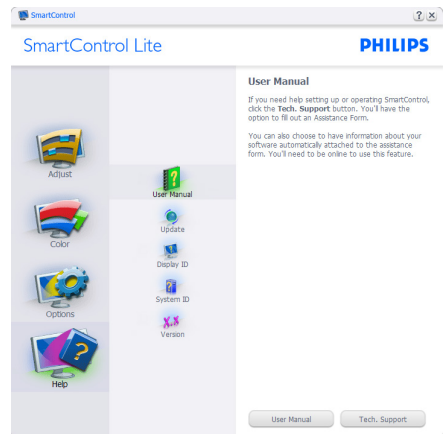 SmartControl
? x
SmartControl Lite
PHILIPS
Adjust
Color
Options
Help
User Manual
Update
Display ID
System ID
X.X
Version
User Manual
If you need help setting up or operating SmartControl,
click the Tech. Support button. You'll have the
option to fill out an Assistance Form.
You can also choose to have information about your
software automatically attached to the assistance
form. You'll need to be online to use this feature.
User Manual
Tech. Support